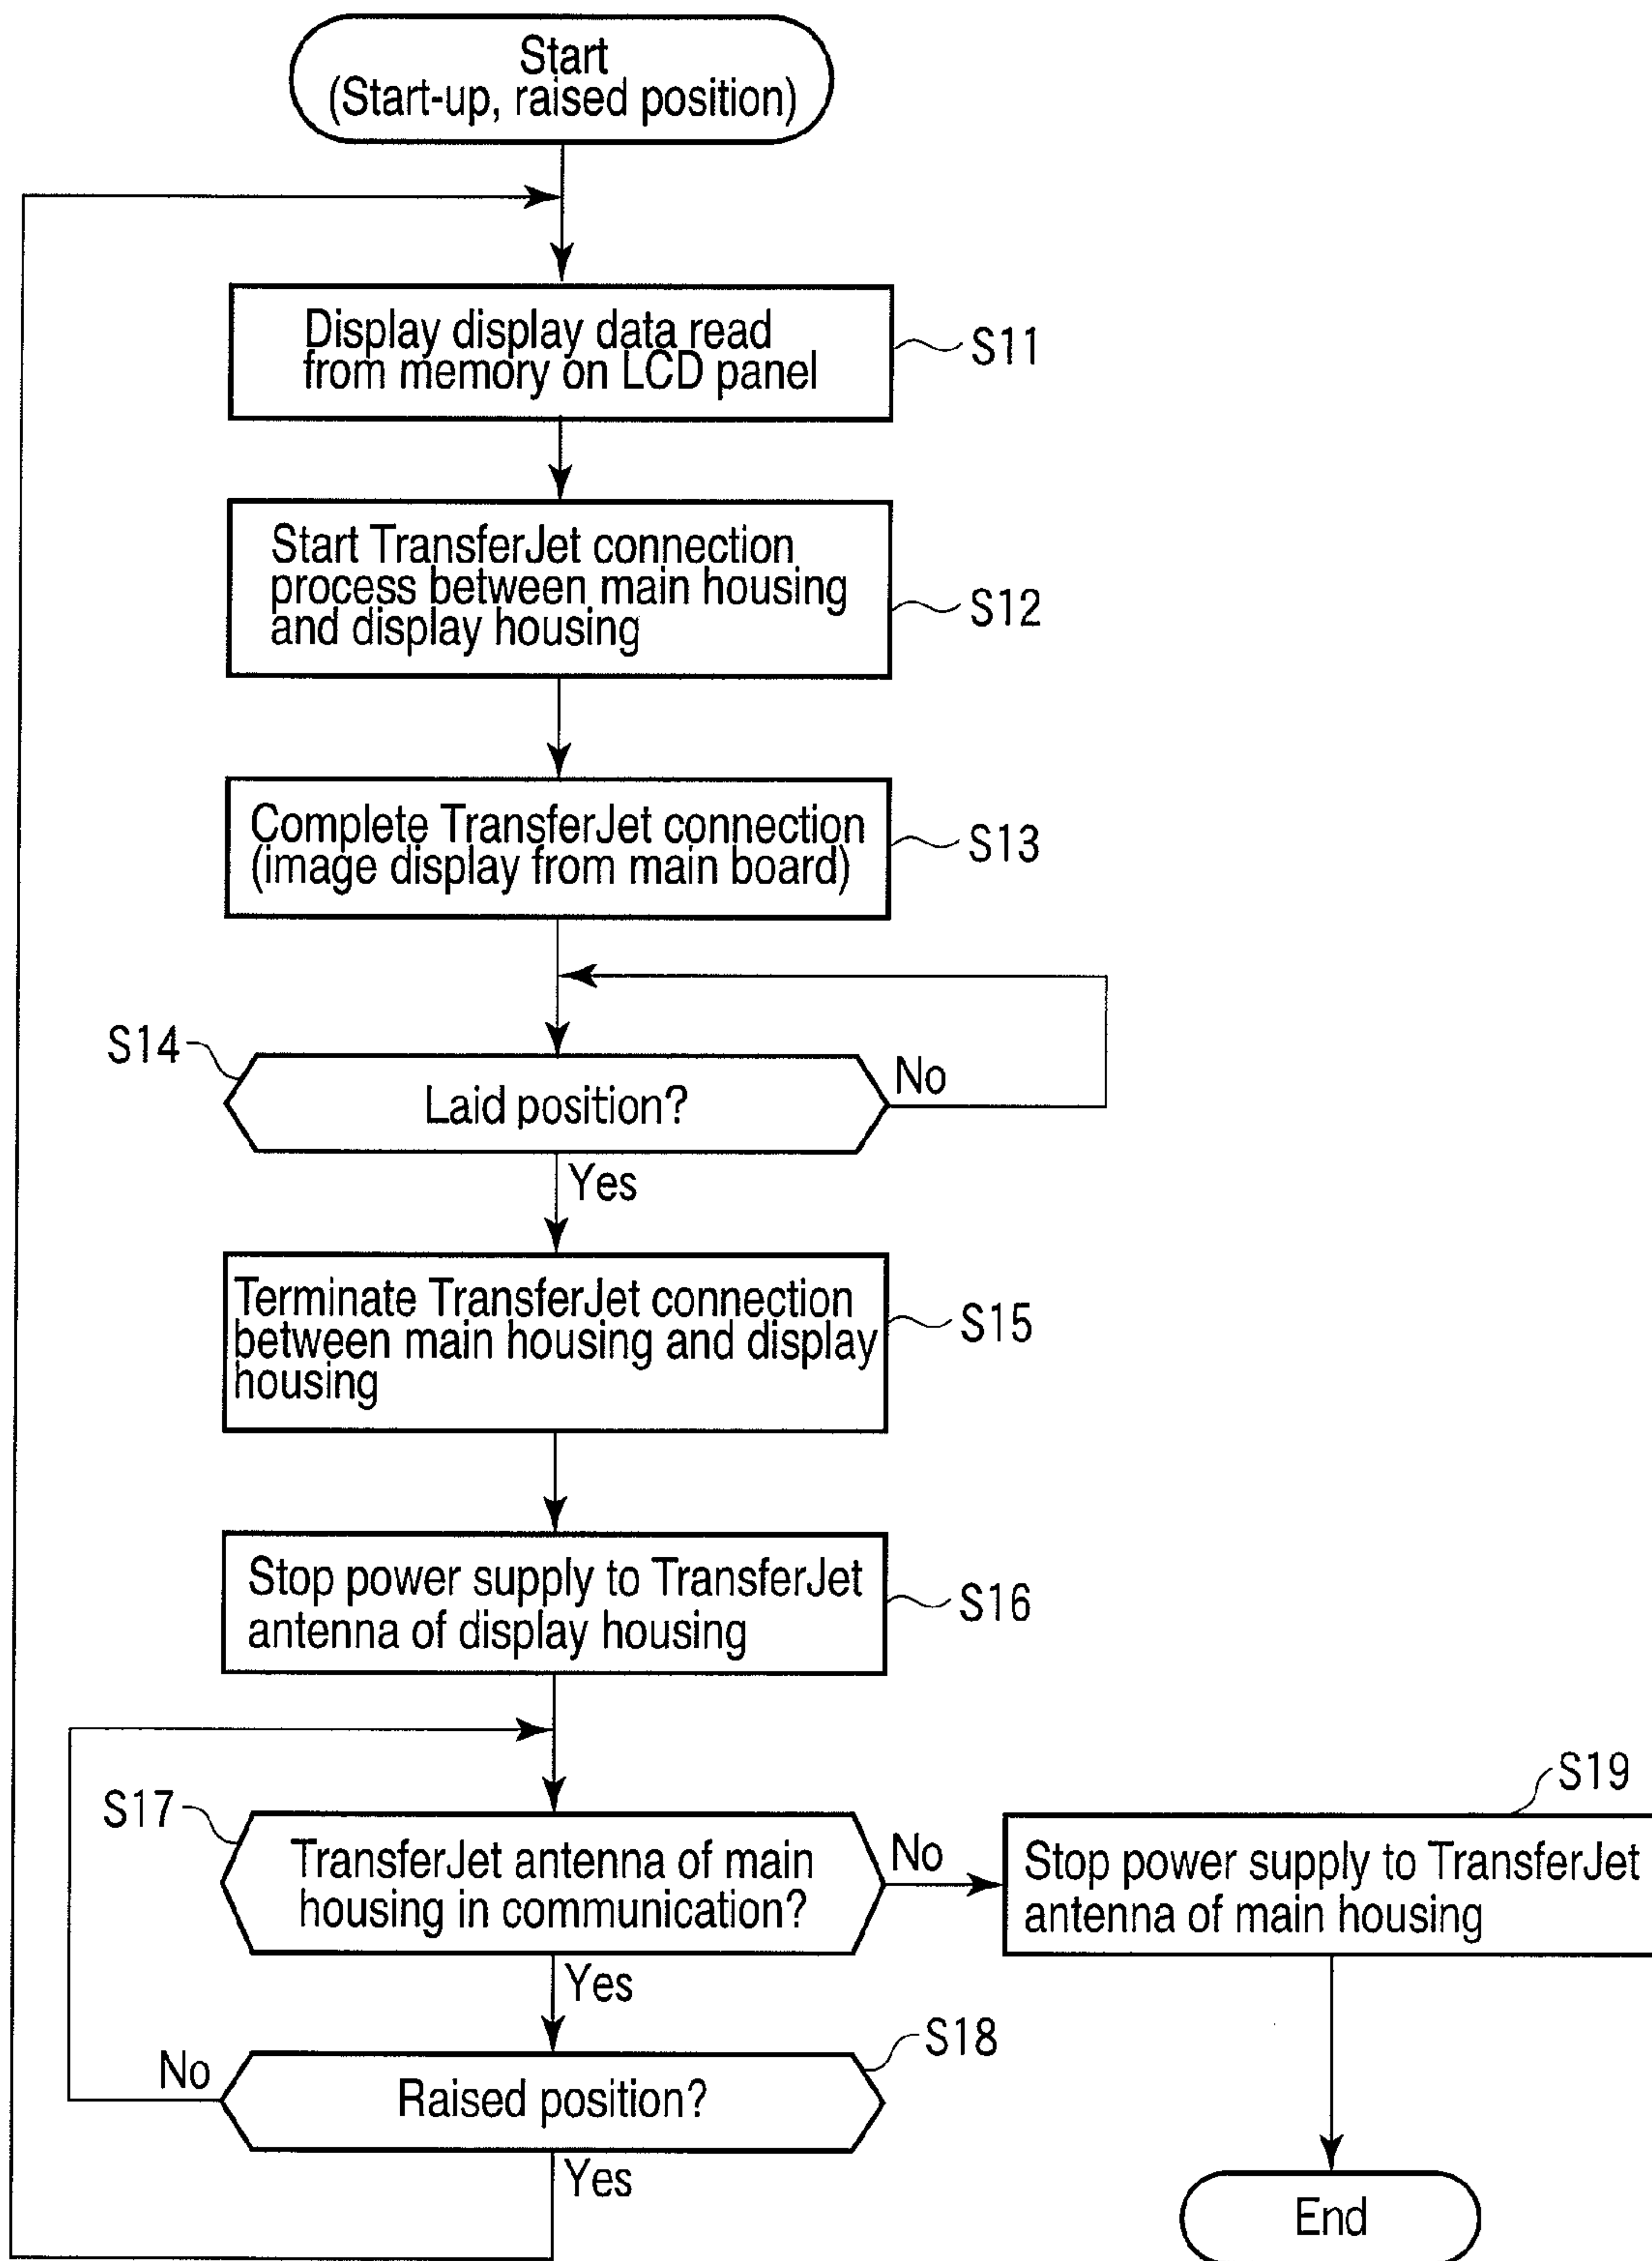 Start
(Start-up, raised position)
Display display data read
from memory on LCD panel
S11
Start TransferJet connection
process between main housing
and display housing
S12
Complete TransferJet connection
(image display from main board)
S13
S14
Laid position?
No
Yes
Terminate TransferJet connection
between main housing and display
housing
S15
Stop power supply to TransferJet
antenna of display housing
S16
S17
TransferJet antenna of main
housing in communication?
No
S19
Stop power supply to TransferJet
antenna of main housing
Yes
S18
No
Raised position?
Yes
End